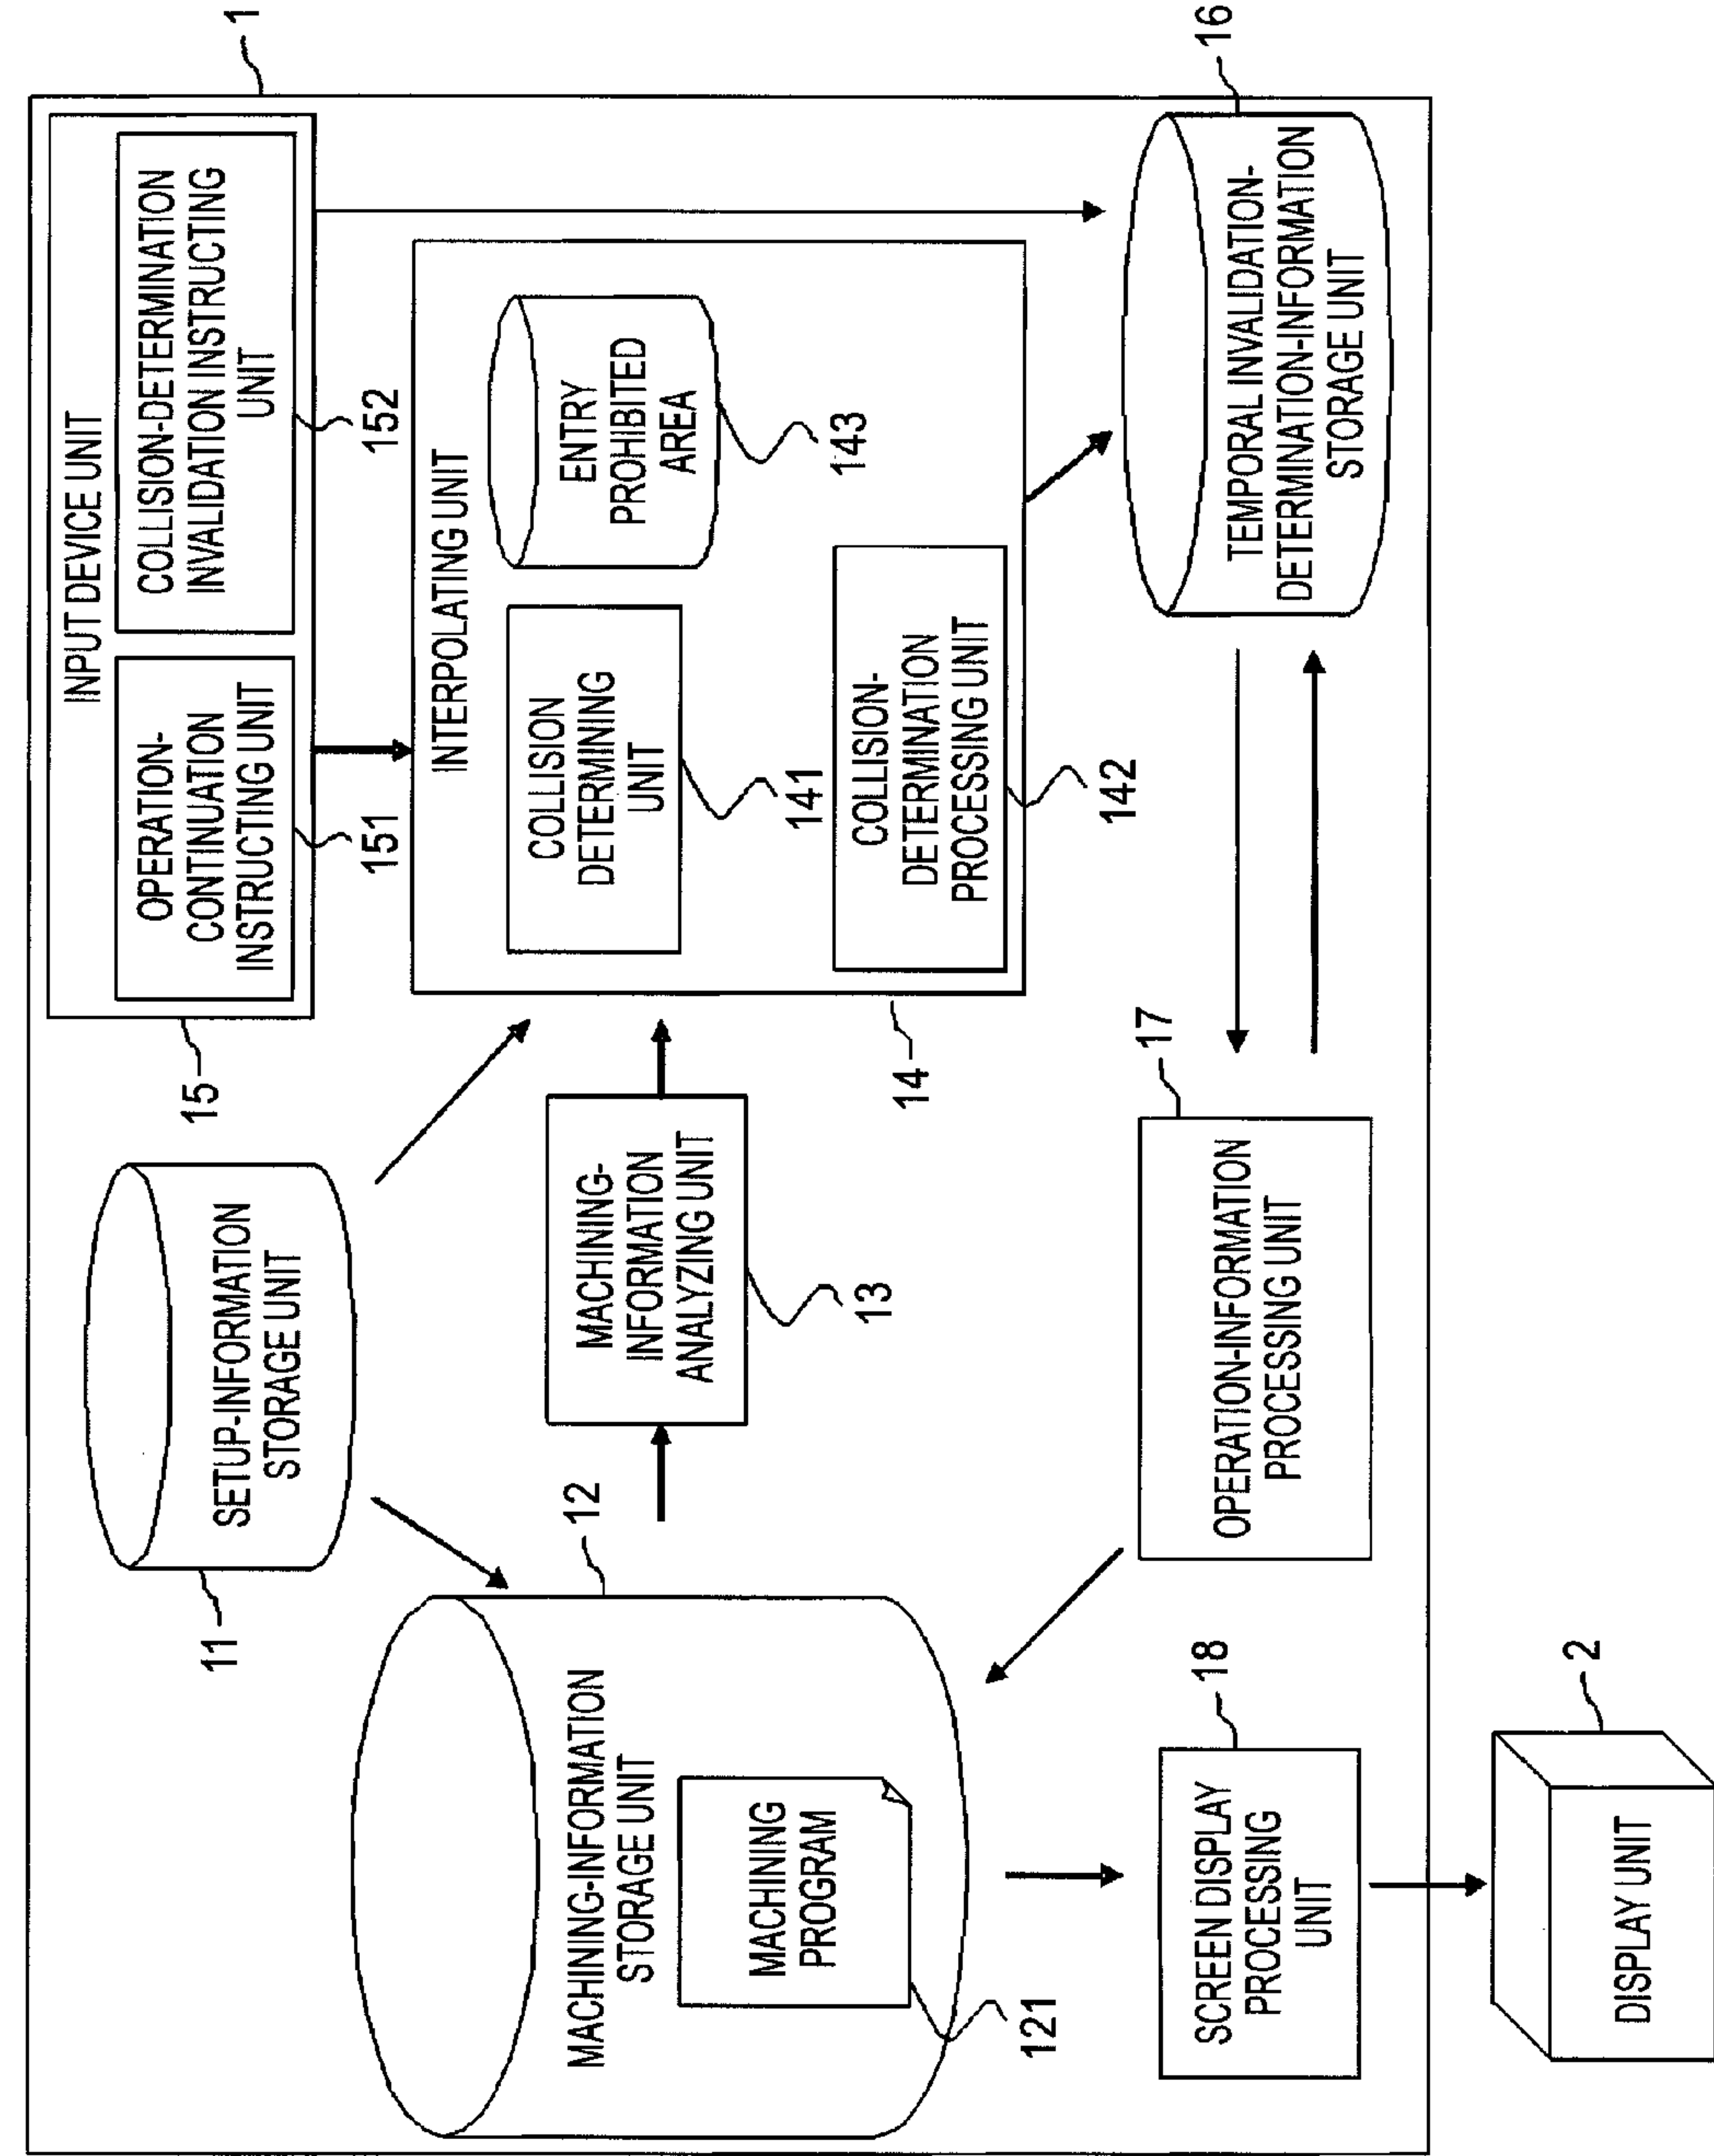 1
INPUT DEVICE UNIT
15
OPERATION-
CONTINUATION
INSTRUCTING UNIT
151
COLLISION-DETERMINATION
INVALIDATION INSTRUCTING
UNIT
152
11
SETUP-INFORMATION
STORAGE UNIT
12
MACHINING-INFORMATION
STORAGE UNIT
MACHINING
PROGRAM
121
MACHINING-
INFORMATION
ANALYZING UNIT
13
INTERPOLATING UNIT
14
COLLISION
DETERMINING
UNIT
141
ENTRY
PROHIBITED
AREA
143
COLLISION-
DETERMINATION
PROCESSING UNIT
142
SCREEN DISPLAY
PROCESSING
UNIT
18
OPERATION-INFORMATION
PROCESSING UNIT
17
TEMPORAL INVALIDATION-
DETERMINATION-INFORMATION
STORAGE UNIT
16
DISPLAY UNIT
2